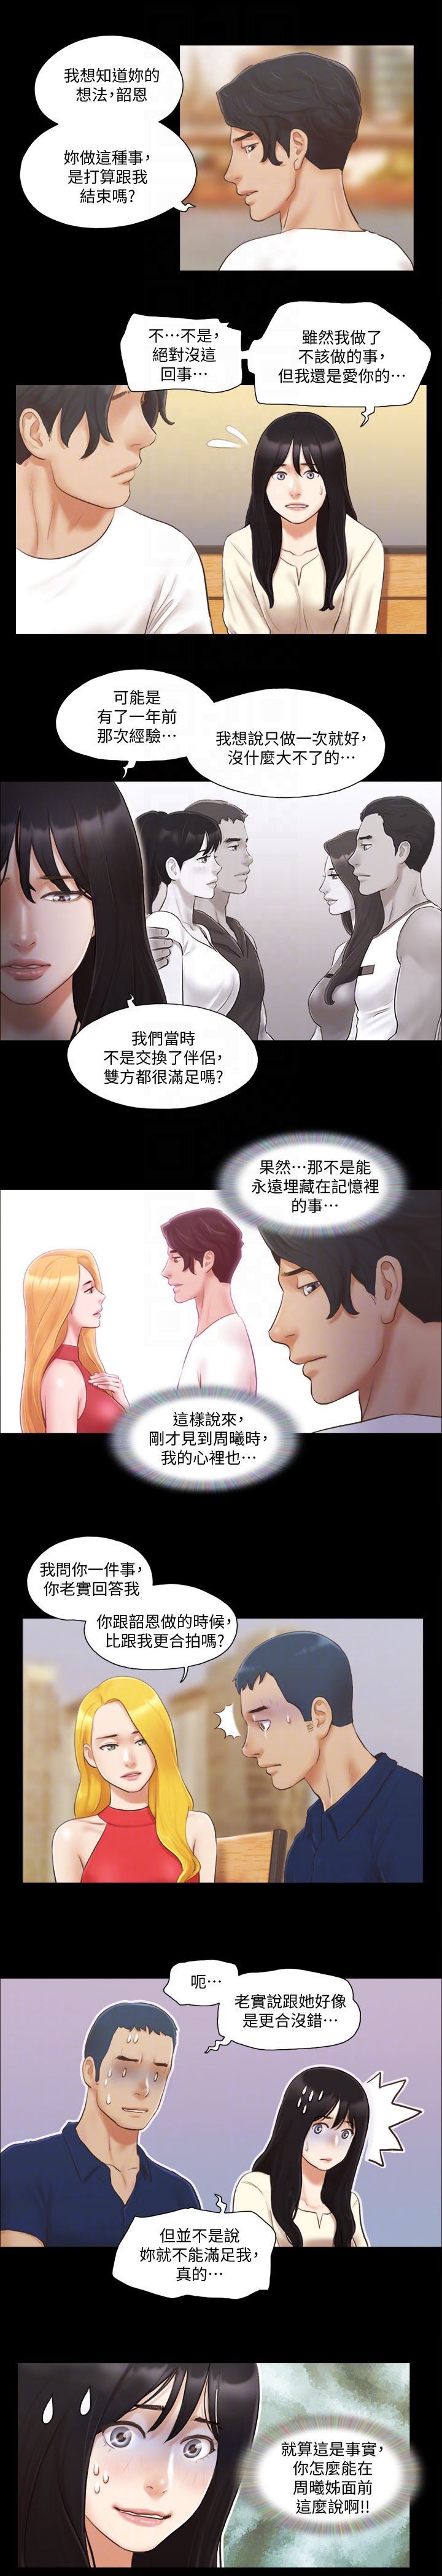 我想知道妳的
想法，韶恩
妳做這種事，
是打算跟我
結束嗎?
不…不是，
絕對沒這
回事…
雖然我做了
不該做的事，
但我還是愛你的…
可能是
有了一年前
那次經驗…
我想說只做一次就好，
沒什麼大不了的…
我們當時
不是交換了伴侶，
雙方都很滿足嗎?
果然…那不是能
永遠埋藏在記憶裡
的事…
這樣說來，
剛才見到周曦時，
我的心裡也…
我問你一件事，
你老實回答我
你跟韶恩做的時候，
比跟我更合拍嗎?
呃…
老實說跟她好像
是更合沒錯…
但並不是說
妳就不能滿足我，
真的…
就算這是事實，
你怎麼能在
周曦姊面前
這麼說啊!!